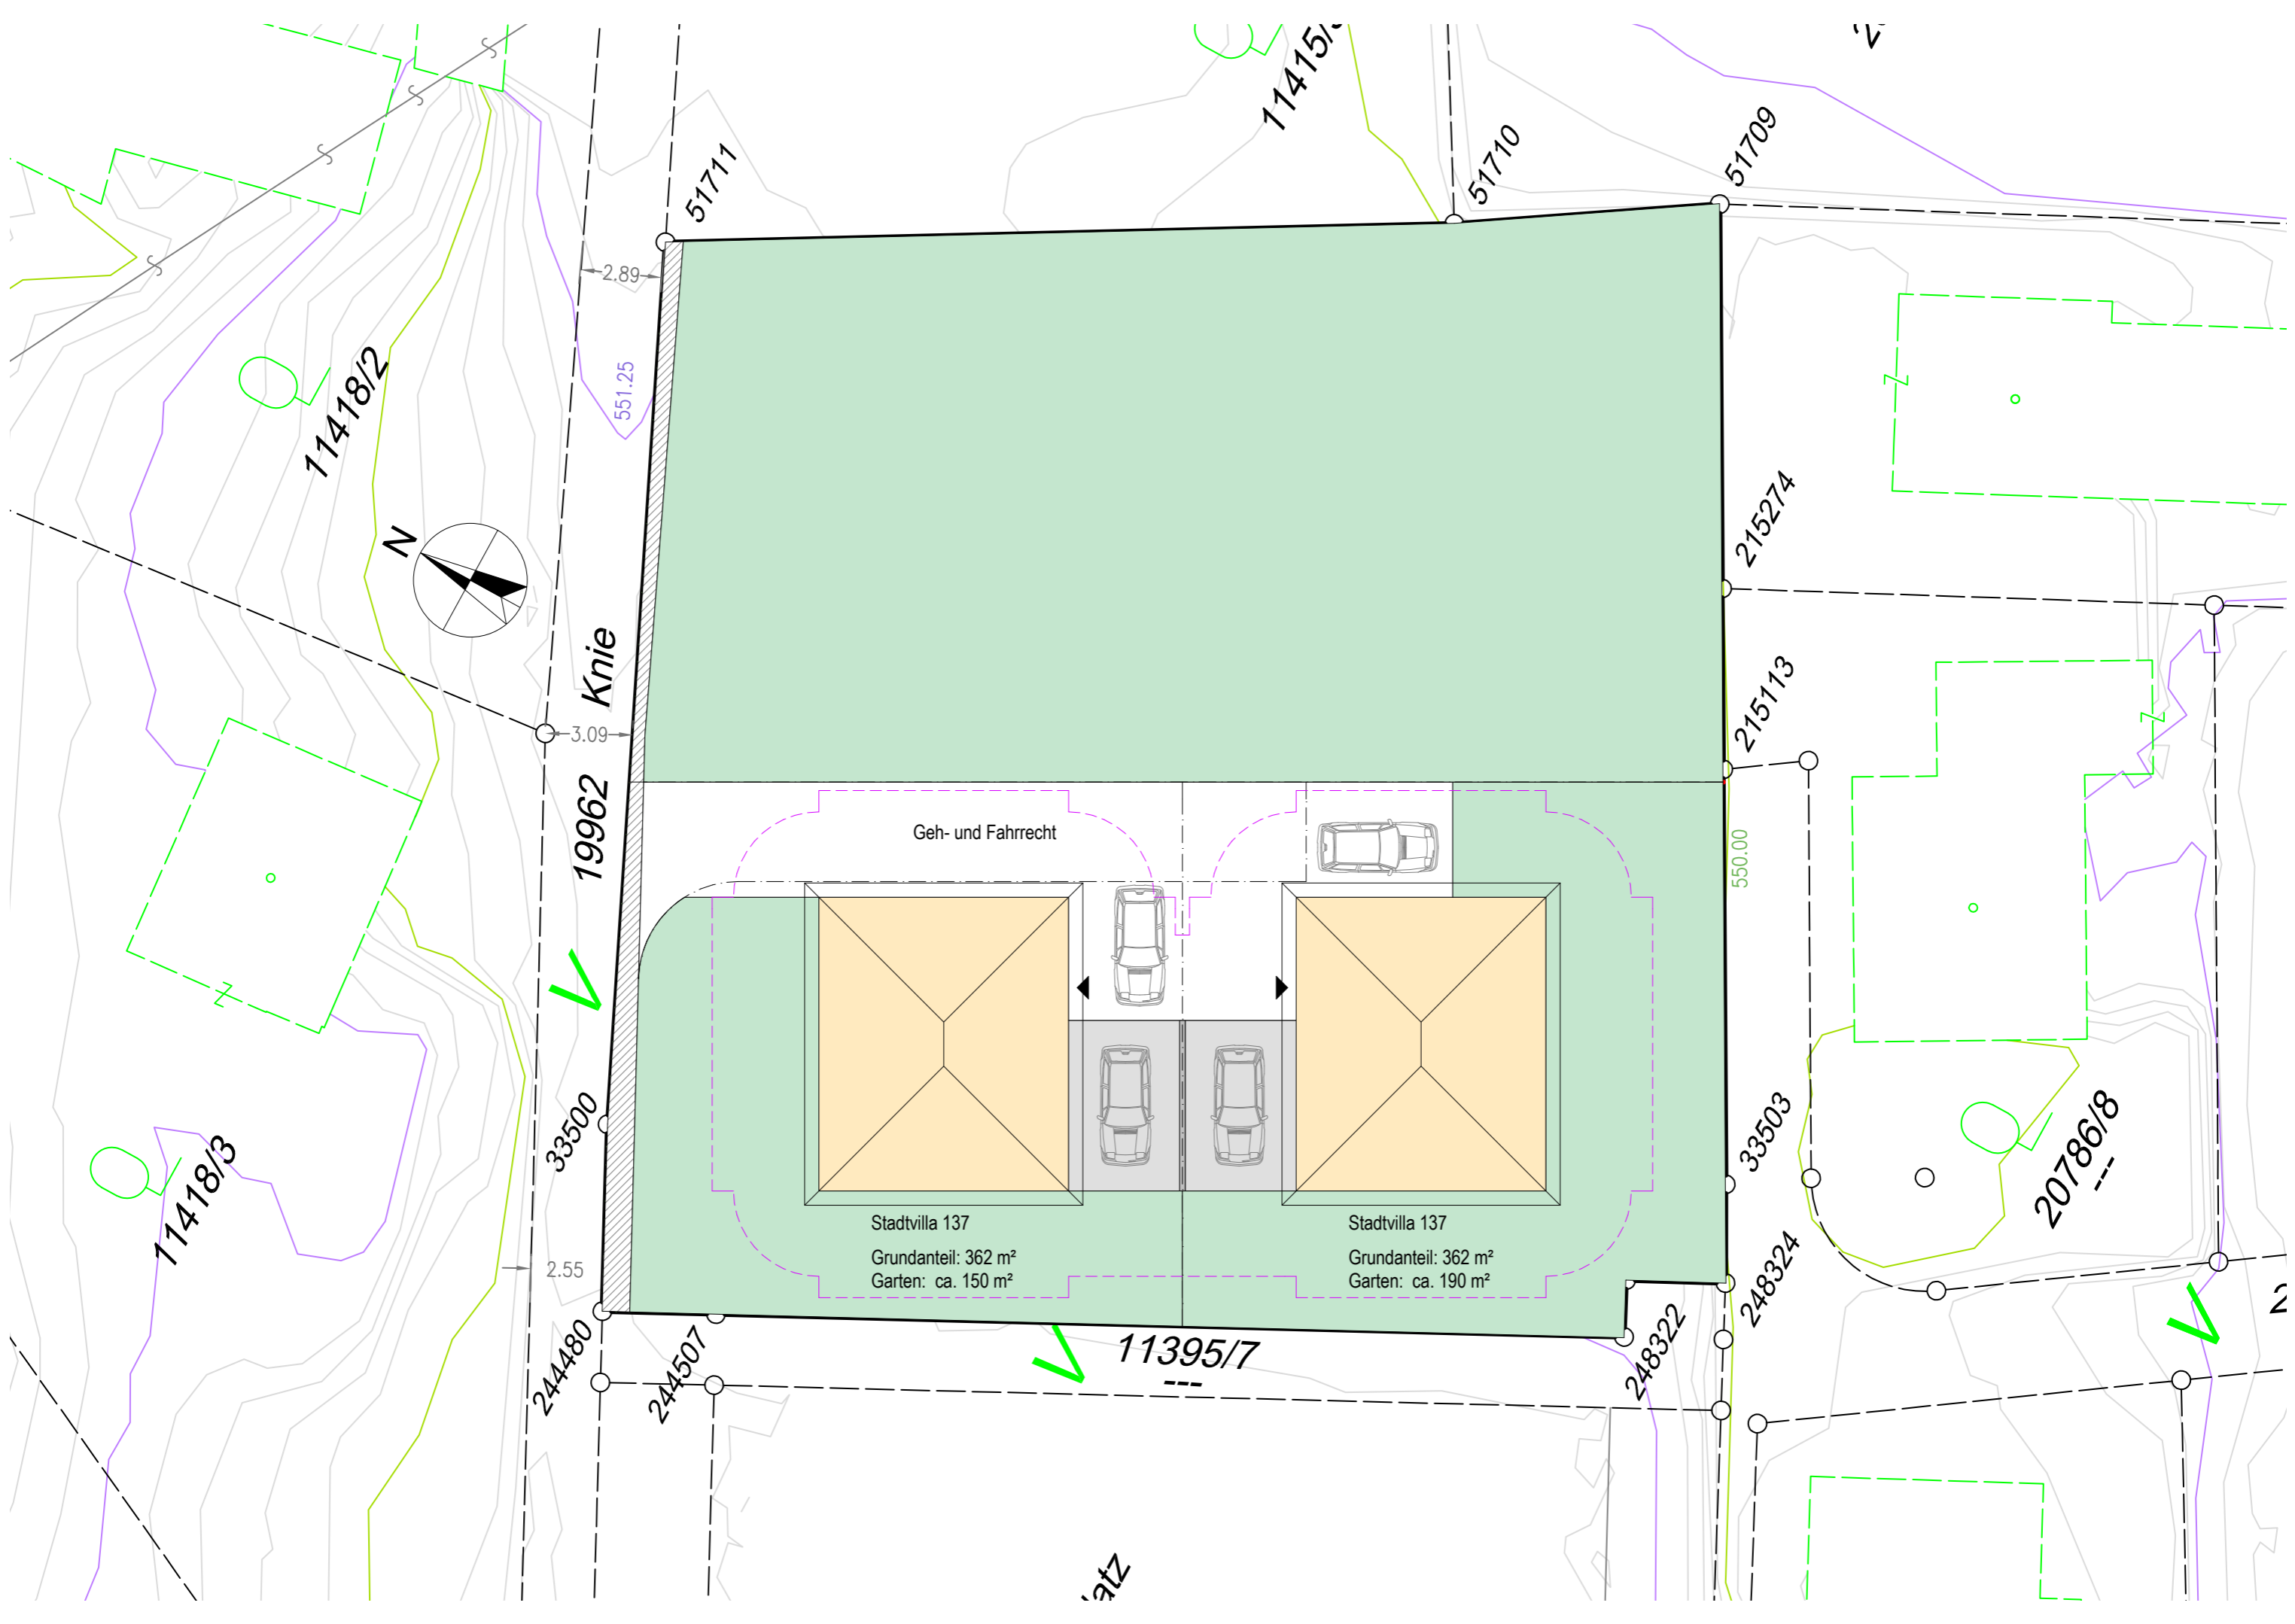 11415/
51711
51710
51709
2.89
551.25
11418/2
N
215274
Knie
3.09
215113
19962
Geh- und Fahrrecht
550.00
33500
33503
11418/3
20786/8
---
2.55
Stadtvilla 137
Grundanteil: 362 m²
Garten: ca. 150 m²
Stadtvilla 137
Grundanteil: 362 m²
Garten: ca. 190 m²
248324
248322
244480
244507
11395/7
---
2
latz